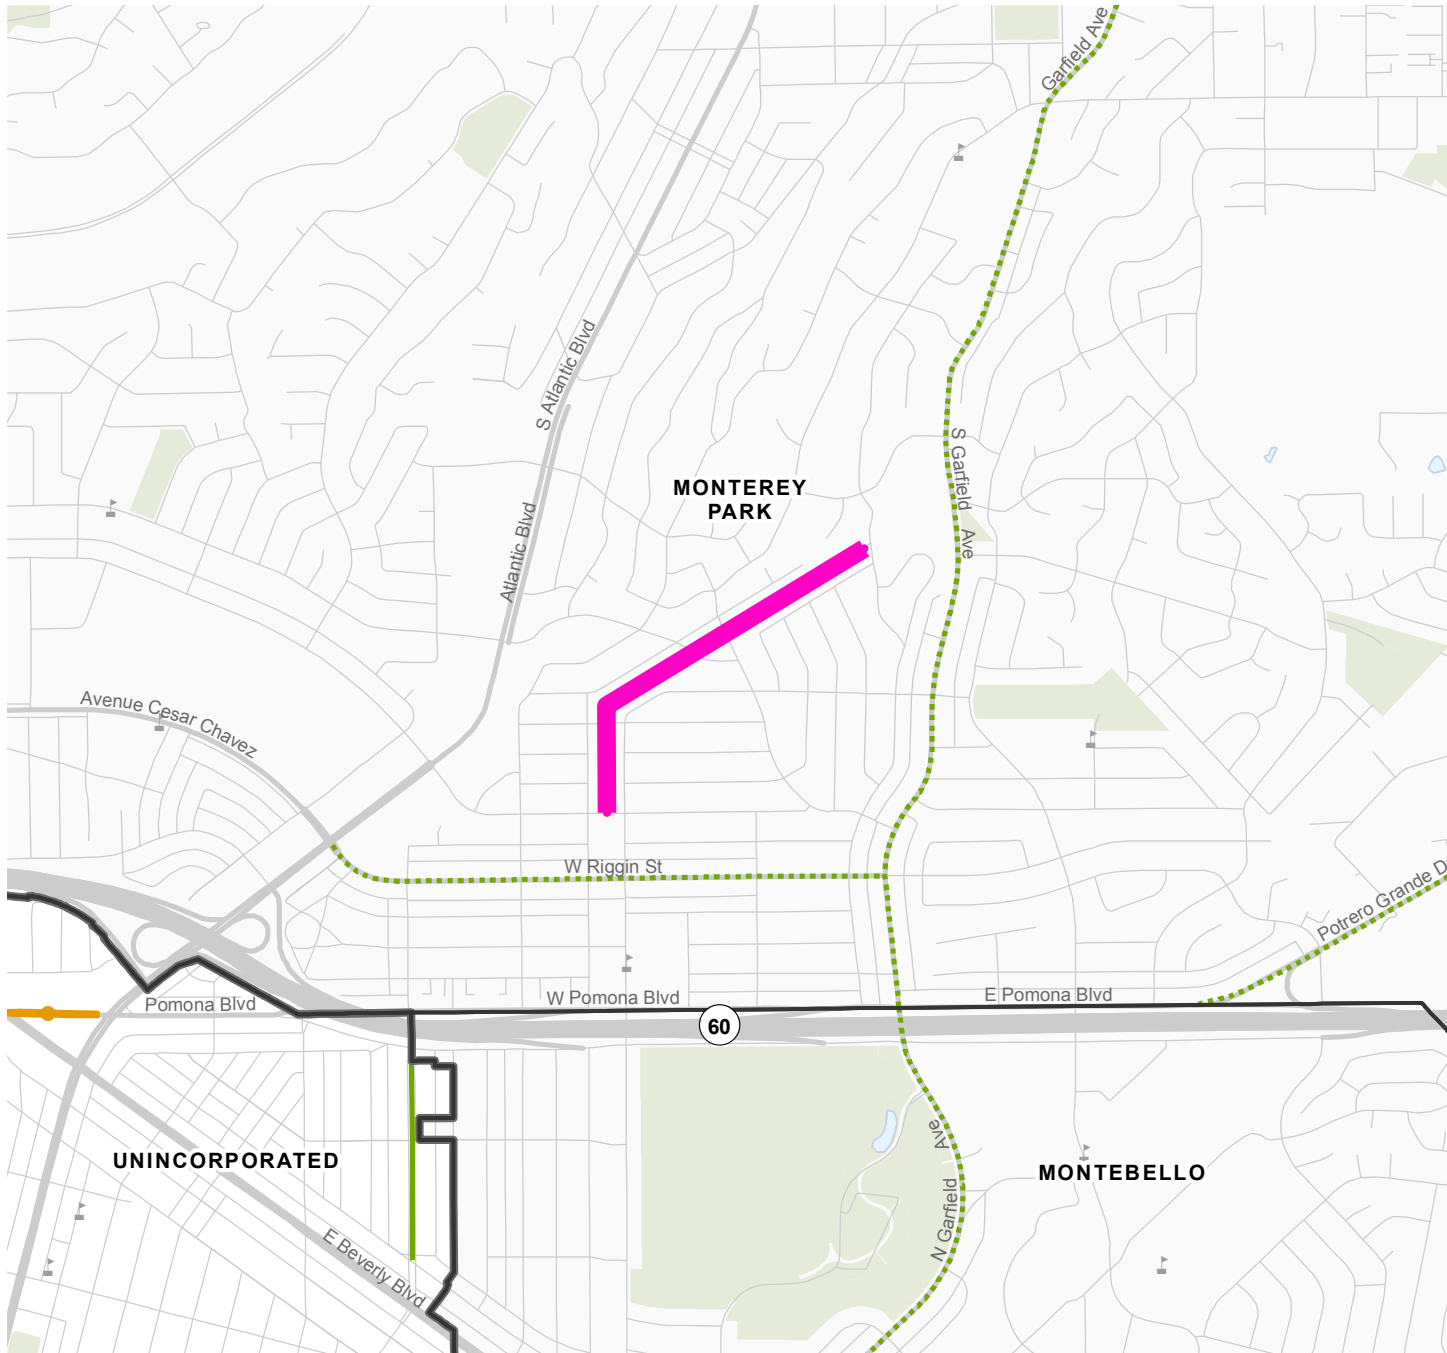 Garfield Ave
S Atlantic Blvd
S Garfield Ave
MONTEREY
PARK
Atlantic Blvd
Avenue Cesar Chavez
W Riggin St
Potrero Grande D
Pomona Blvd
W Pomona Blvd
E Pomona Blvd
60
UNINCORPORATED
MONTEBELLO
N Garfield Ave
E Beverly Blvd